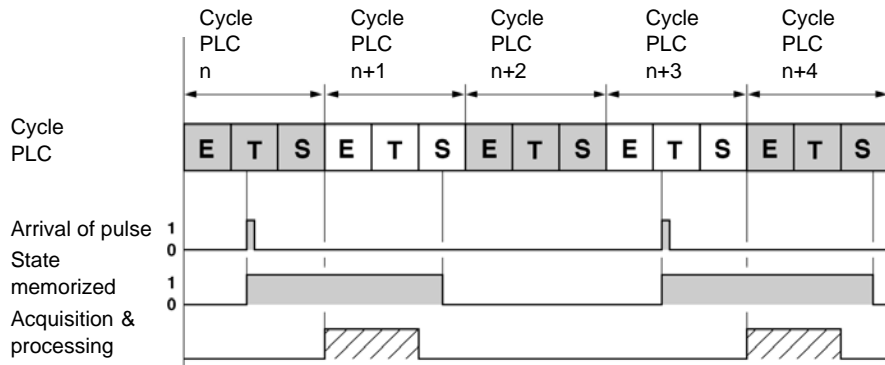 Cycle PLC n
Cycle PLC n+1
Cycle PLC n+2
Cycle PLC n+3
Cycle PLC n+4
Cycle PLC
E T S E T S E T S E T S E T S
Arrival of pulse 1
0
State memorized 1
0
Acquisition & processing